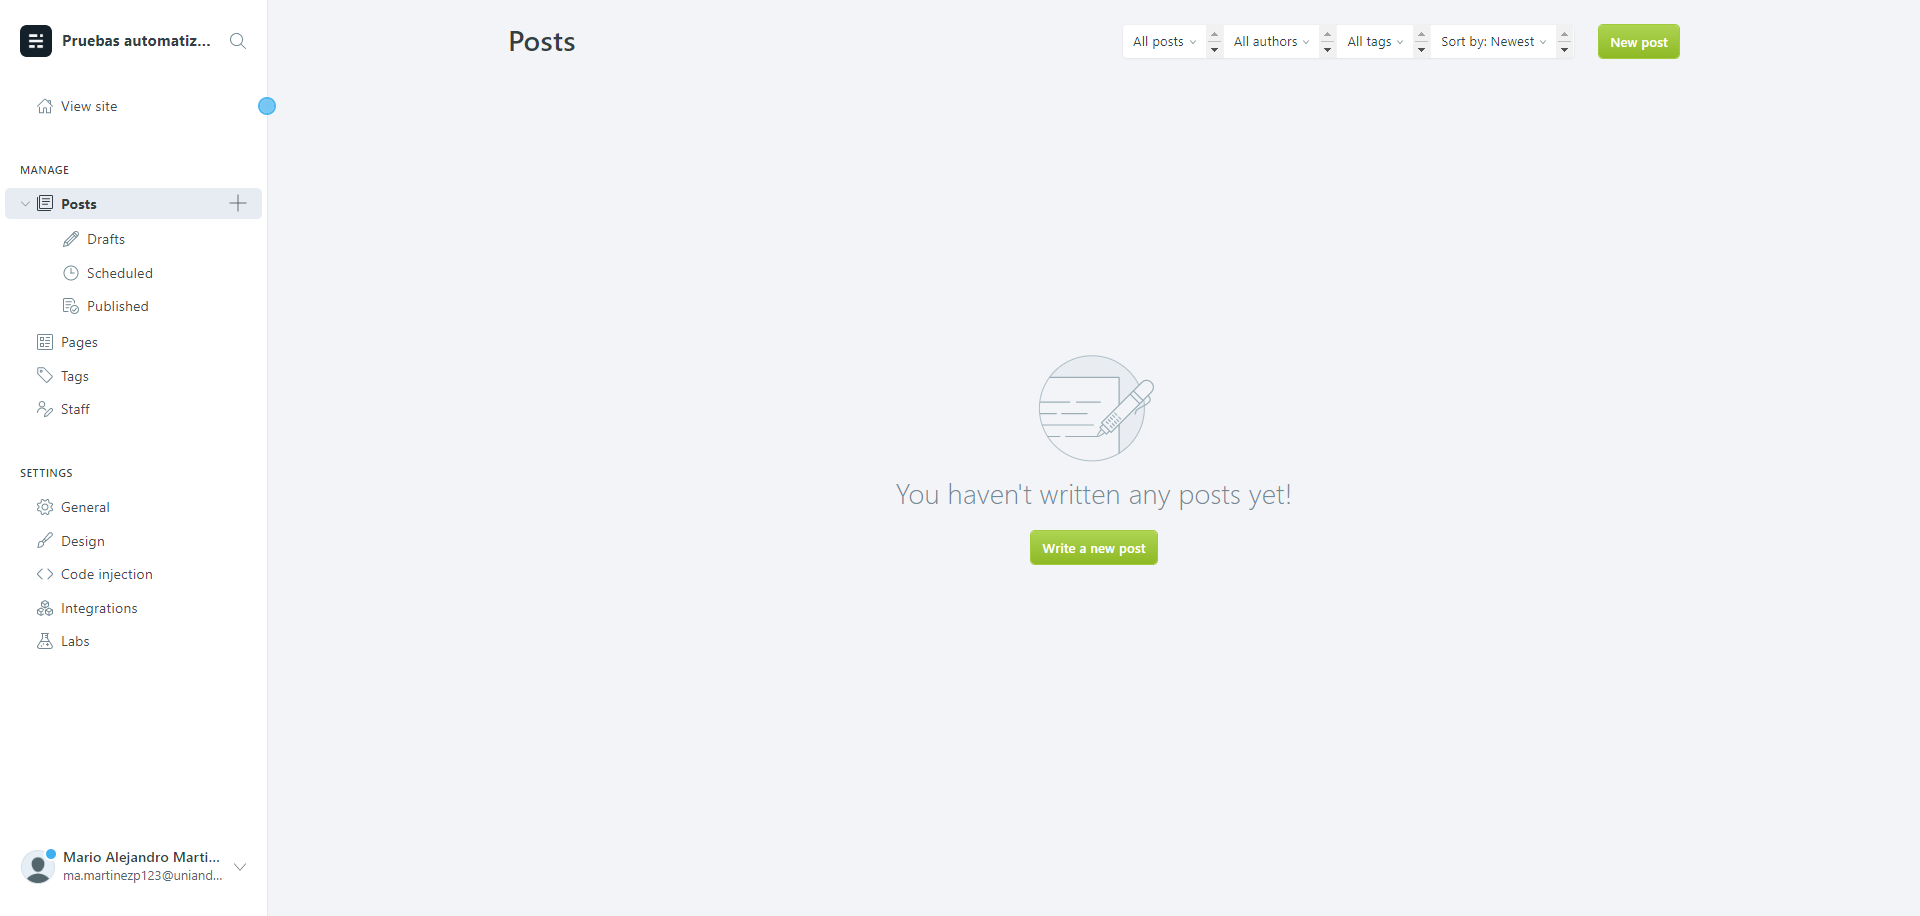 Pruebas automatiz...
View site
MANAGE
Posts
Drafts
Scheduled
Published
Pages
Tags
Staff
SETTINGS
General
Design
Code injection
Integrations
Labs
Mario Alejandro Marti...
ma.martinezp123@uniand...
Posts
All posts
All authors
All tags
Sort by: Newest
New post
You haven't written any posts yet!
Write a new post